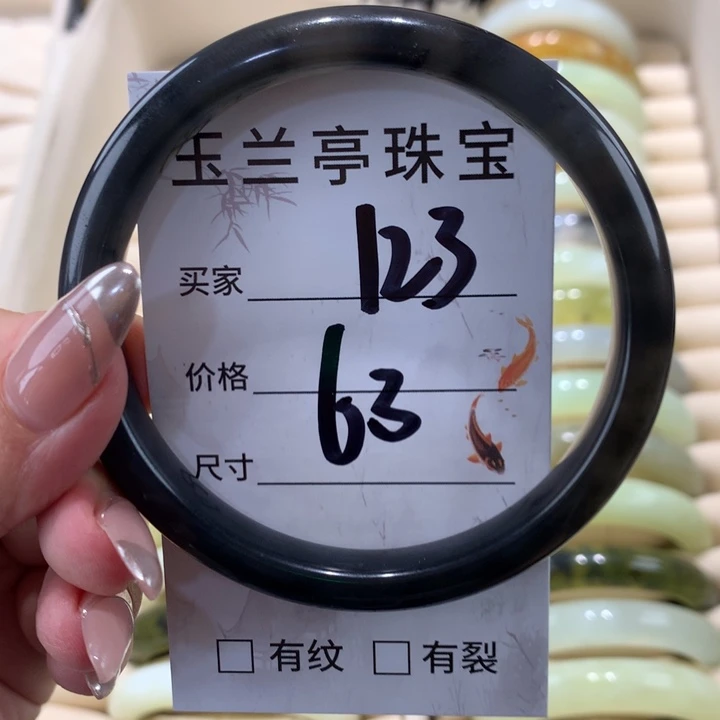 玉兰亭珠宝
买家 123
价格 63
尺寸
有纹 有裂